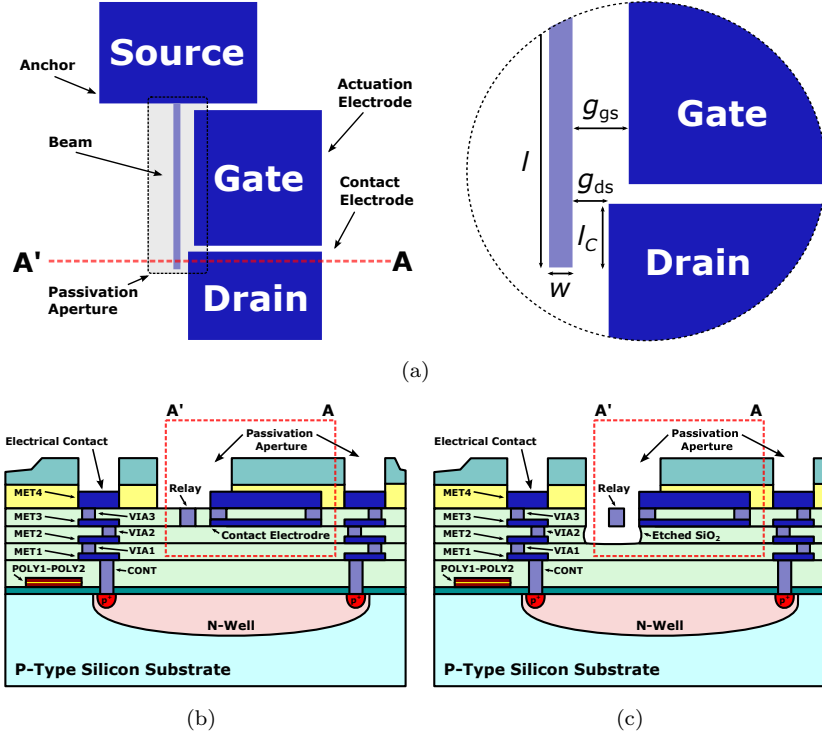 Source
Anchor
Actuation
Electrode
Beam
Gate
Contact
Electrode
A'
A
Passivation
Aperture
Drain
l
g_gs
Gate
g_ds
l_C
w
Drain
(a)
A'
A
Electrical Contact
Passivation
Aperture
Relay
MET4
MET3
VIA3
MET2
VIA2
Contact Electrodre
MET1
VIA1
POLY1-POLY2
CONT
p+
p+
N-Well
P-Type Silicon Substrate
(b)
A'
A
Electrical Contact
Passivation
Aperture
Relay
MET4
MET3
VIA3
MET2
VIA2
Etched SiO₂
MET1
VIA1
POLY1-POLY2
CONT
p+
p+
N-Well
P-Type Silicon Substrate
(c)